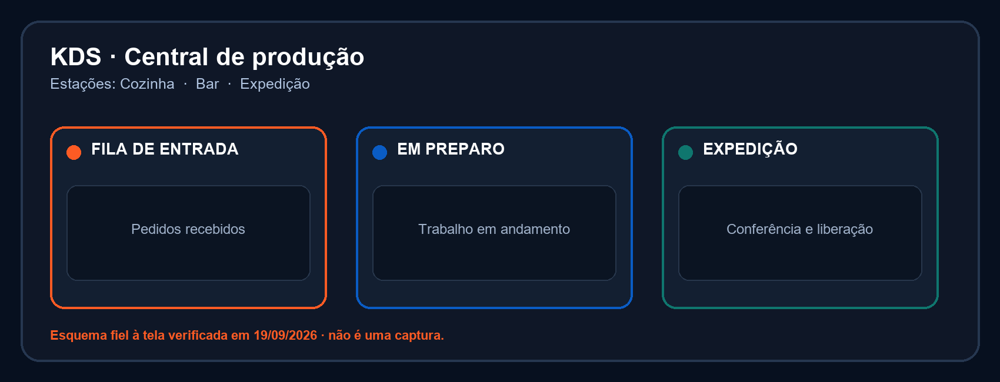 KDS · Central de produção
Estações: Cozinha · Bar · Expedição
FILA DE ENTRADA
Pedidos recebidos
EM PREPARO
Trabalho em andamento
EXPEDIÇÃO
Conferência e liberação
Esquema fiel à tela verificada em 19/09/2026 · não é uma captura.